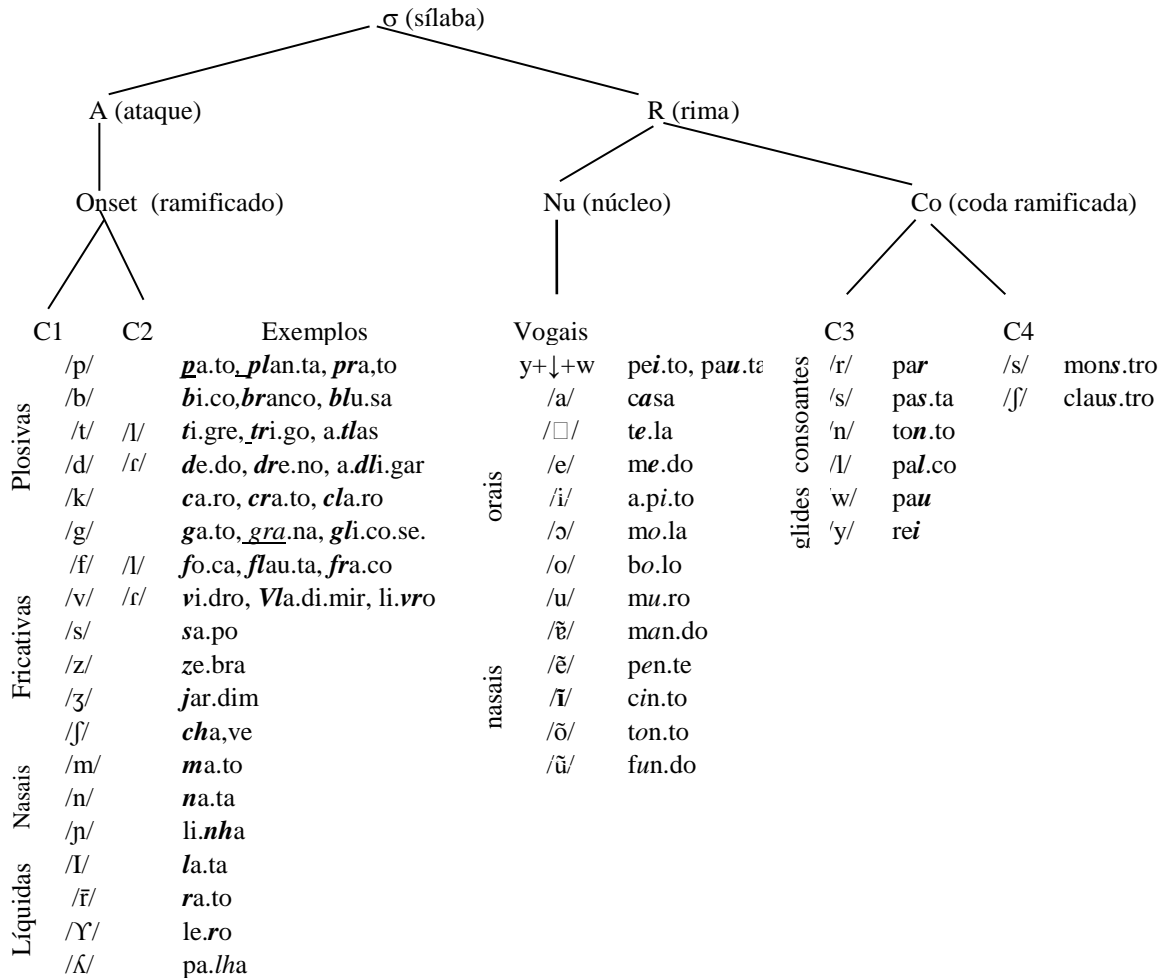 σ (sílaba)
A (ataque) R (rima)
Onset (ramificado) Nu (núcleo) Co (coda ramificada)
C1 C2 Exemplos Vogais C3 C4
/p/ pa.to, plan.ta, pra,to y+↓+w pei.to, pau.ta /r/ par /s/ mons.tro
/b/ bi.co,branco, blu.sa /a/ casa /s/ pas.ta /ʃ/ claus.tro
/t/ /l/ ti.gre, tri.go, a.tlas /□/ te.la /n/ ton.to
/d/ /ɾ/ de.do, dre.no, a.dli.gar /e/ me.do /l/ pal.co
/k/ ca.ro, cra.to, cla.ro /i/ a.pi.to /w/ pau
/g/ ga.to, gra.na, gli.co.se. /ɔ/ mo.la /y/ rei
/f/ /l/ fo.ca, flau.ta, fra.co /o/ bo.lo
/v/ /ɾ/ vi.dro, Vla.di.mir, li.vro /u/ mu.ro
/s/ sa.po /ɐ̃/ man.do
/z/ ze.bra /ẽ/ pen.te
/ʒ/ jar.dim /ĩ/ cin.to
/ʃ/ cha,ve /õ/ ton.to
/m/ ma.to /ũ/ fun.do
/n/ na.ta
/ɲ/ li.nha
/I/ la.ta
/r̄/ ra.to
/ϒ/ le.ro
/ʎ/ pa.lha
Plosivas
Fricativas
Nasais
Líquidas
orais
nasais
consoantes
glides